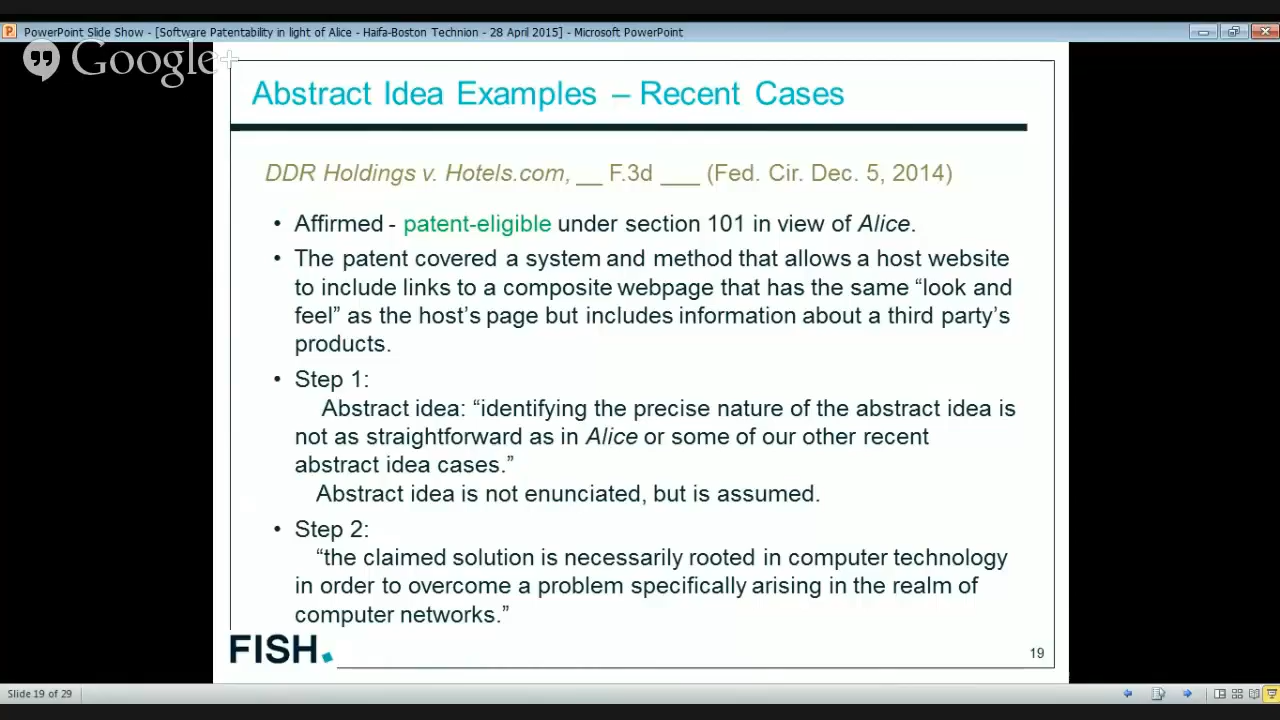 PowerPoint Slide Show - [Software Patentability in light of Alice - Haifa-Boston Technion - 28 April 2015] - Microsoft PowerPoint
Google+
Abstract Idea Examples – Recent Cases
DDR Holdings v. Hotels.com, __ F.3d ___ (Fed. Cir. Dec. 5, 2014)
• Affirmed - patent-eligible under section 101 in view of Alice.
• The patent covered a system and method that allows a host website
to include links to a composite webpage that has the same “look and
feel” as the host’s page but includes information about a third party’s
products.
• Step 1:
Abstract idea: “identifying the precise nature of the abstract idea is
not as straightforward as in Alice or some of our other recent
abstract idea cases.”
Abstract idea is not enunciated, but is assumed.
• Step 2:
“the claimed solution is necessarily rooted in computer technology
in order to overcome a problem specifically arising in the realm of
computer networks.”
FISH.
19
Slide 19 of 29